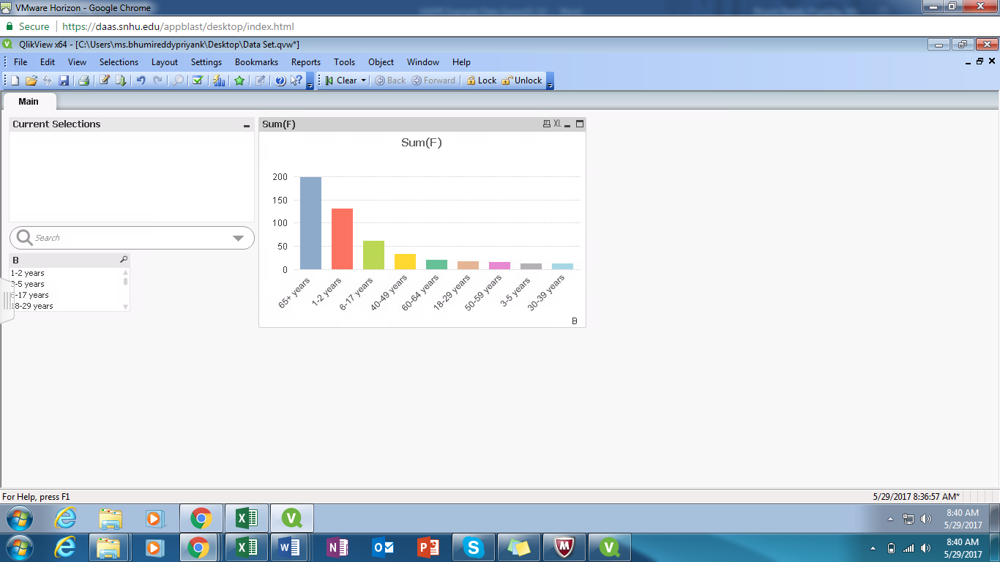 VMware Horizon - Google Chrome
Secure | https://daas.snhu.edu/appblast/desktop/index.html
QlikView x64 - [C:\Users\ms.bhumireddypriyank\Desktop\Data Set.qvw*]
File Edit View Selections Layout Settings Bookmarks Reports Tools Object Window Help
Clear Back Forward Lock Unlock
Main
Current Selections
Sum(F) XL
Sum(F)
200
150
100
50
0
65+ years 1-2 years 6-17 years 40-49 years 60-64 years 18-29 years 50-59 years 3-5 years 30-39 years
B
Search
B
1-2 years
3-5 years
6-17 years
18-29 years
For Help, press F1 5/29/2017 8:36:57 AM*
8:40 AM
5/29/2017
8:40 AM
5/29/2017